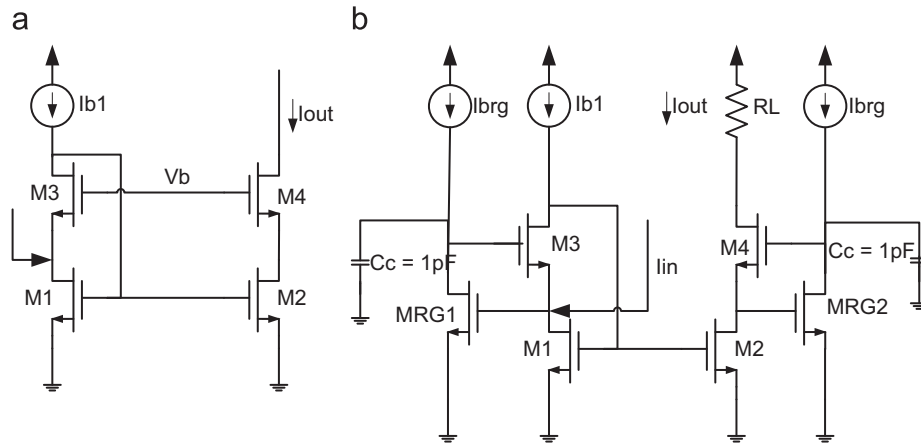 a
b
Ib1
Iout
M3
Vb
M4
M1
M2
Ibrg
Ib1
Iout
RL
Ibrg
M3
M4
Cc = 1pF
Cc = 1pF
Iin
MRG1
MRG2
M1
M2